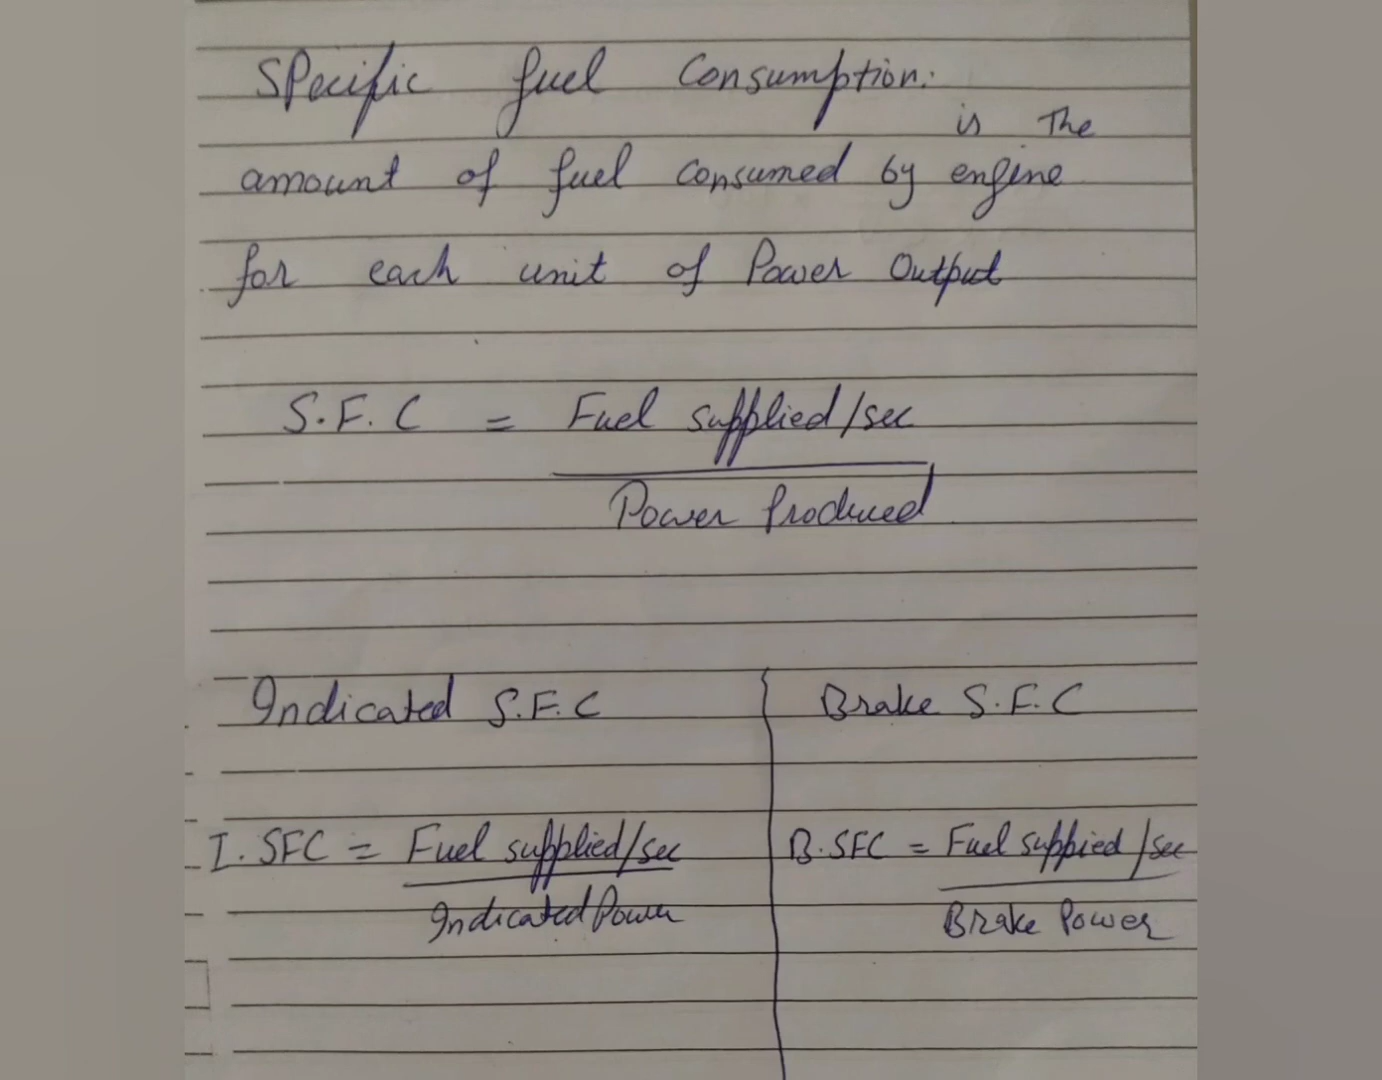 Specific fuel Consumption:
is The
amount of fuel consumed by engine
for each unit of Power Output
S.F.C = Fuel supplied/sec
Power Produced
Indicated S.F.C
Brake S.F.C
I.SFC = Fuel supplied/sec
Indicated Power
B.SFC = Fuel suppied/sec
Brake Power